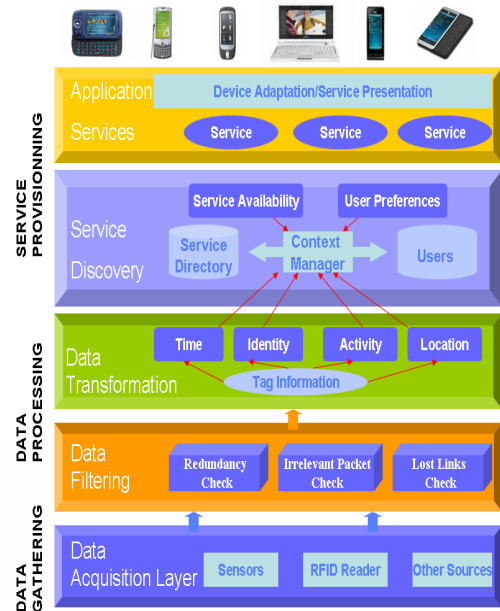 Application
Device Adaptation/Service Presentation
Services
Service
Service
Service
SERVICE
PROVISIONNING
Service Availability
User Preferences
Service
Discovery
Service
Directory
Context
Manager
Users
DATA
PROCESSING
Time
Identity
Activity
Location
Data
Transformation
Tag Information
Data
Filtering
Redundancy
Check
Irrelevant Packet
Check
Lost Links
Check
DATA
GATHERING
Data
Acquisition Layer
Sensors
RFID Reader
Other Sources